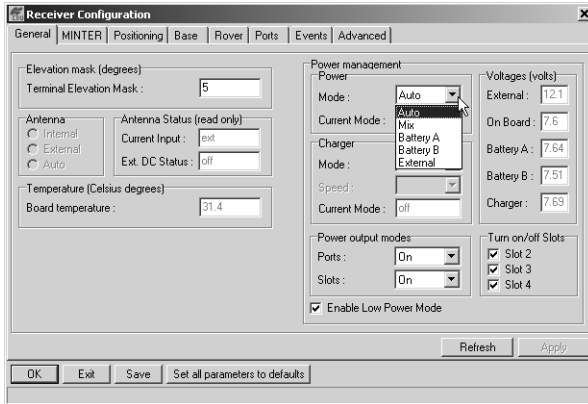 Receiver Configuration
General MINTER Positioning Base Rover Ports Events Advanced
Elevation mask (degrees)
Terminal Elevation Mask : 5
Antenna
Internal
External
Auto
Antenna Status (read only)
Current Input : ext
Ext. DC Status : off
Temperature (Celsius degrees)
Board temperature : 31.4
Power management
Power
Mode : Auto
Auto
Mix
Battery A
Battery B
External
Current Mode :
Charger
Mode :
Speed :
Current Mode : off
Voltages (volts)
External : 12.1
On Board : 7.6
Battery A : 7.64
Battery B : 7.51
Charger : 7.69
Power output modes
Ports : On
Slots : On
Turn on/off Slots
Slot 2
Slot 3
Slot 4
Enable Low Power Mode
Refresh Apply
OK Exit Save Set all parameters to defaults